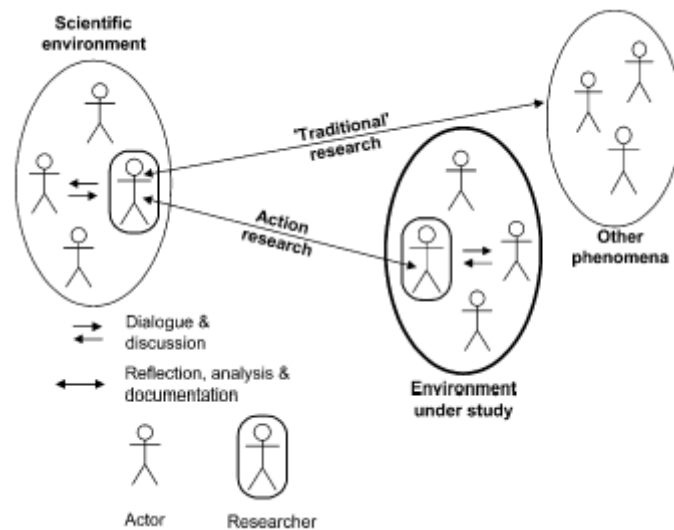 Scientific
environment
'Traditional'
research
Action
research
Other
phenomena
Environment
under study
Dialogue &
discussion
Reflection, analysis &
documentation
Actor
Researcher